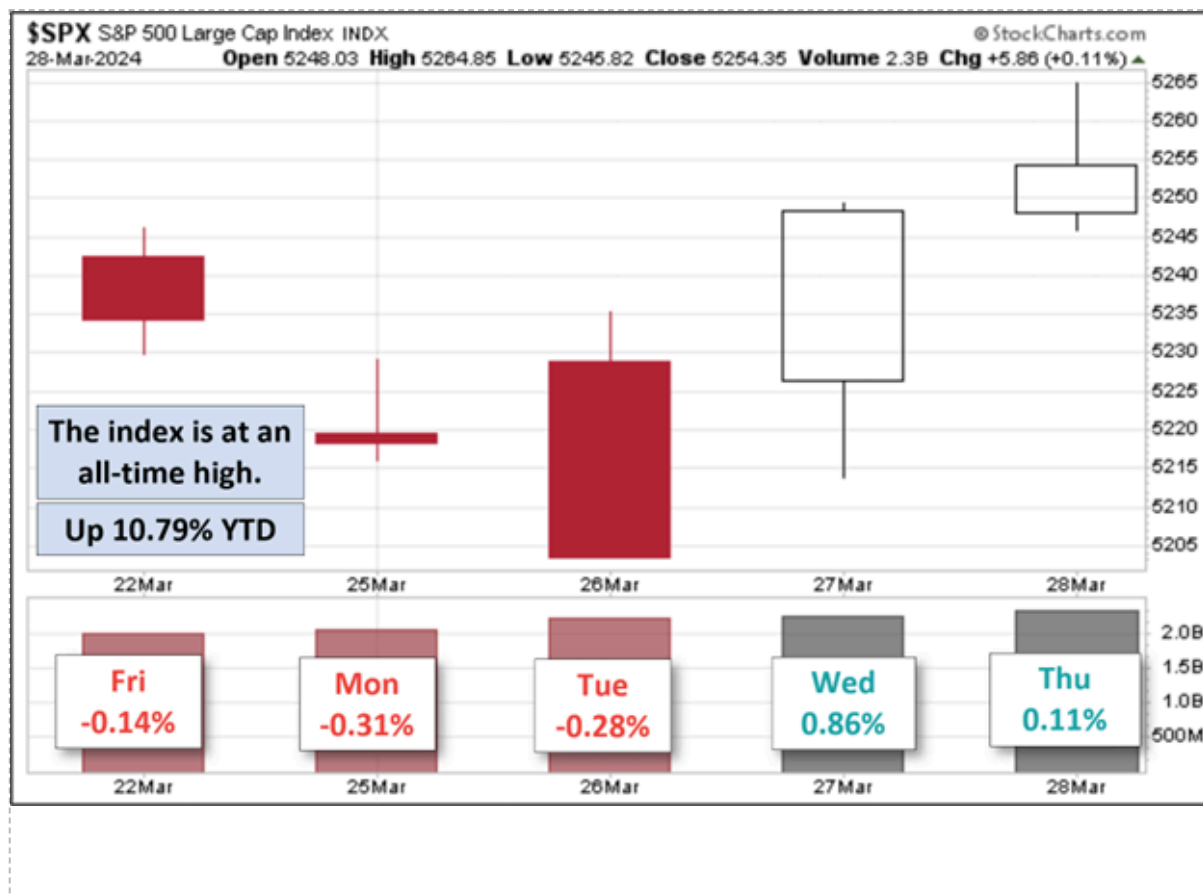 $SPX S&P 500 Large Cap Index INDX @StockCharts.com
28-Mar-2024 Open 5248.03 High 5264.85 Low 5245.82 Close 5254.35 Volume 2.3B Chg +5.86 (+0.11%) ▲
5265
5260
5255
5250
5245
5240
5235
5230
5225
5220
5215
5210
5205
The index is at an
all-time high.
Up 10.79% YTD
22Mar 25Mar 26Mar 27Mar 28Mar
2.0B
1.5B
1.0B
500M
Fri
-0.14%
Mon
-0.31%
Tue
-0.28%
Wed
0.86%
Thu
0.11%
22Mar 25Mar 26Mar 27Mar 28Mar